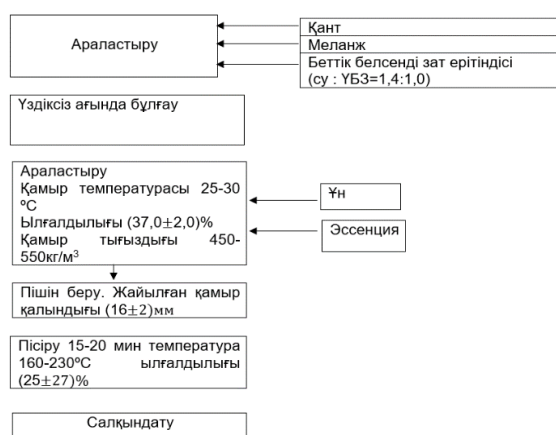 Араластыру
Қант
Меланж
Беттік белсенді зат ерітіндісі
(су : ҮБЗ=1,4:1,0)
Үздіксіз ағында бұлғау
Араластыру
Қамыр температурасы 25-30
ºС
Ылғалдылығы (37,0±2,0)%
Қамыр тығыздығы 450-
550кг/м³
Ұн
Эссенция
Пішін беру. Жайылған қамыр
қалындығы (16±2)мм
Пісіру 15-20 мин температура
160-230ºС ылғалдылығы
(25±27)%
Салқындату